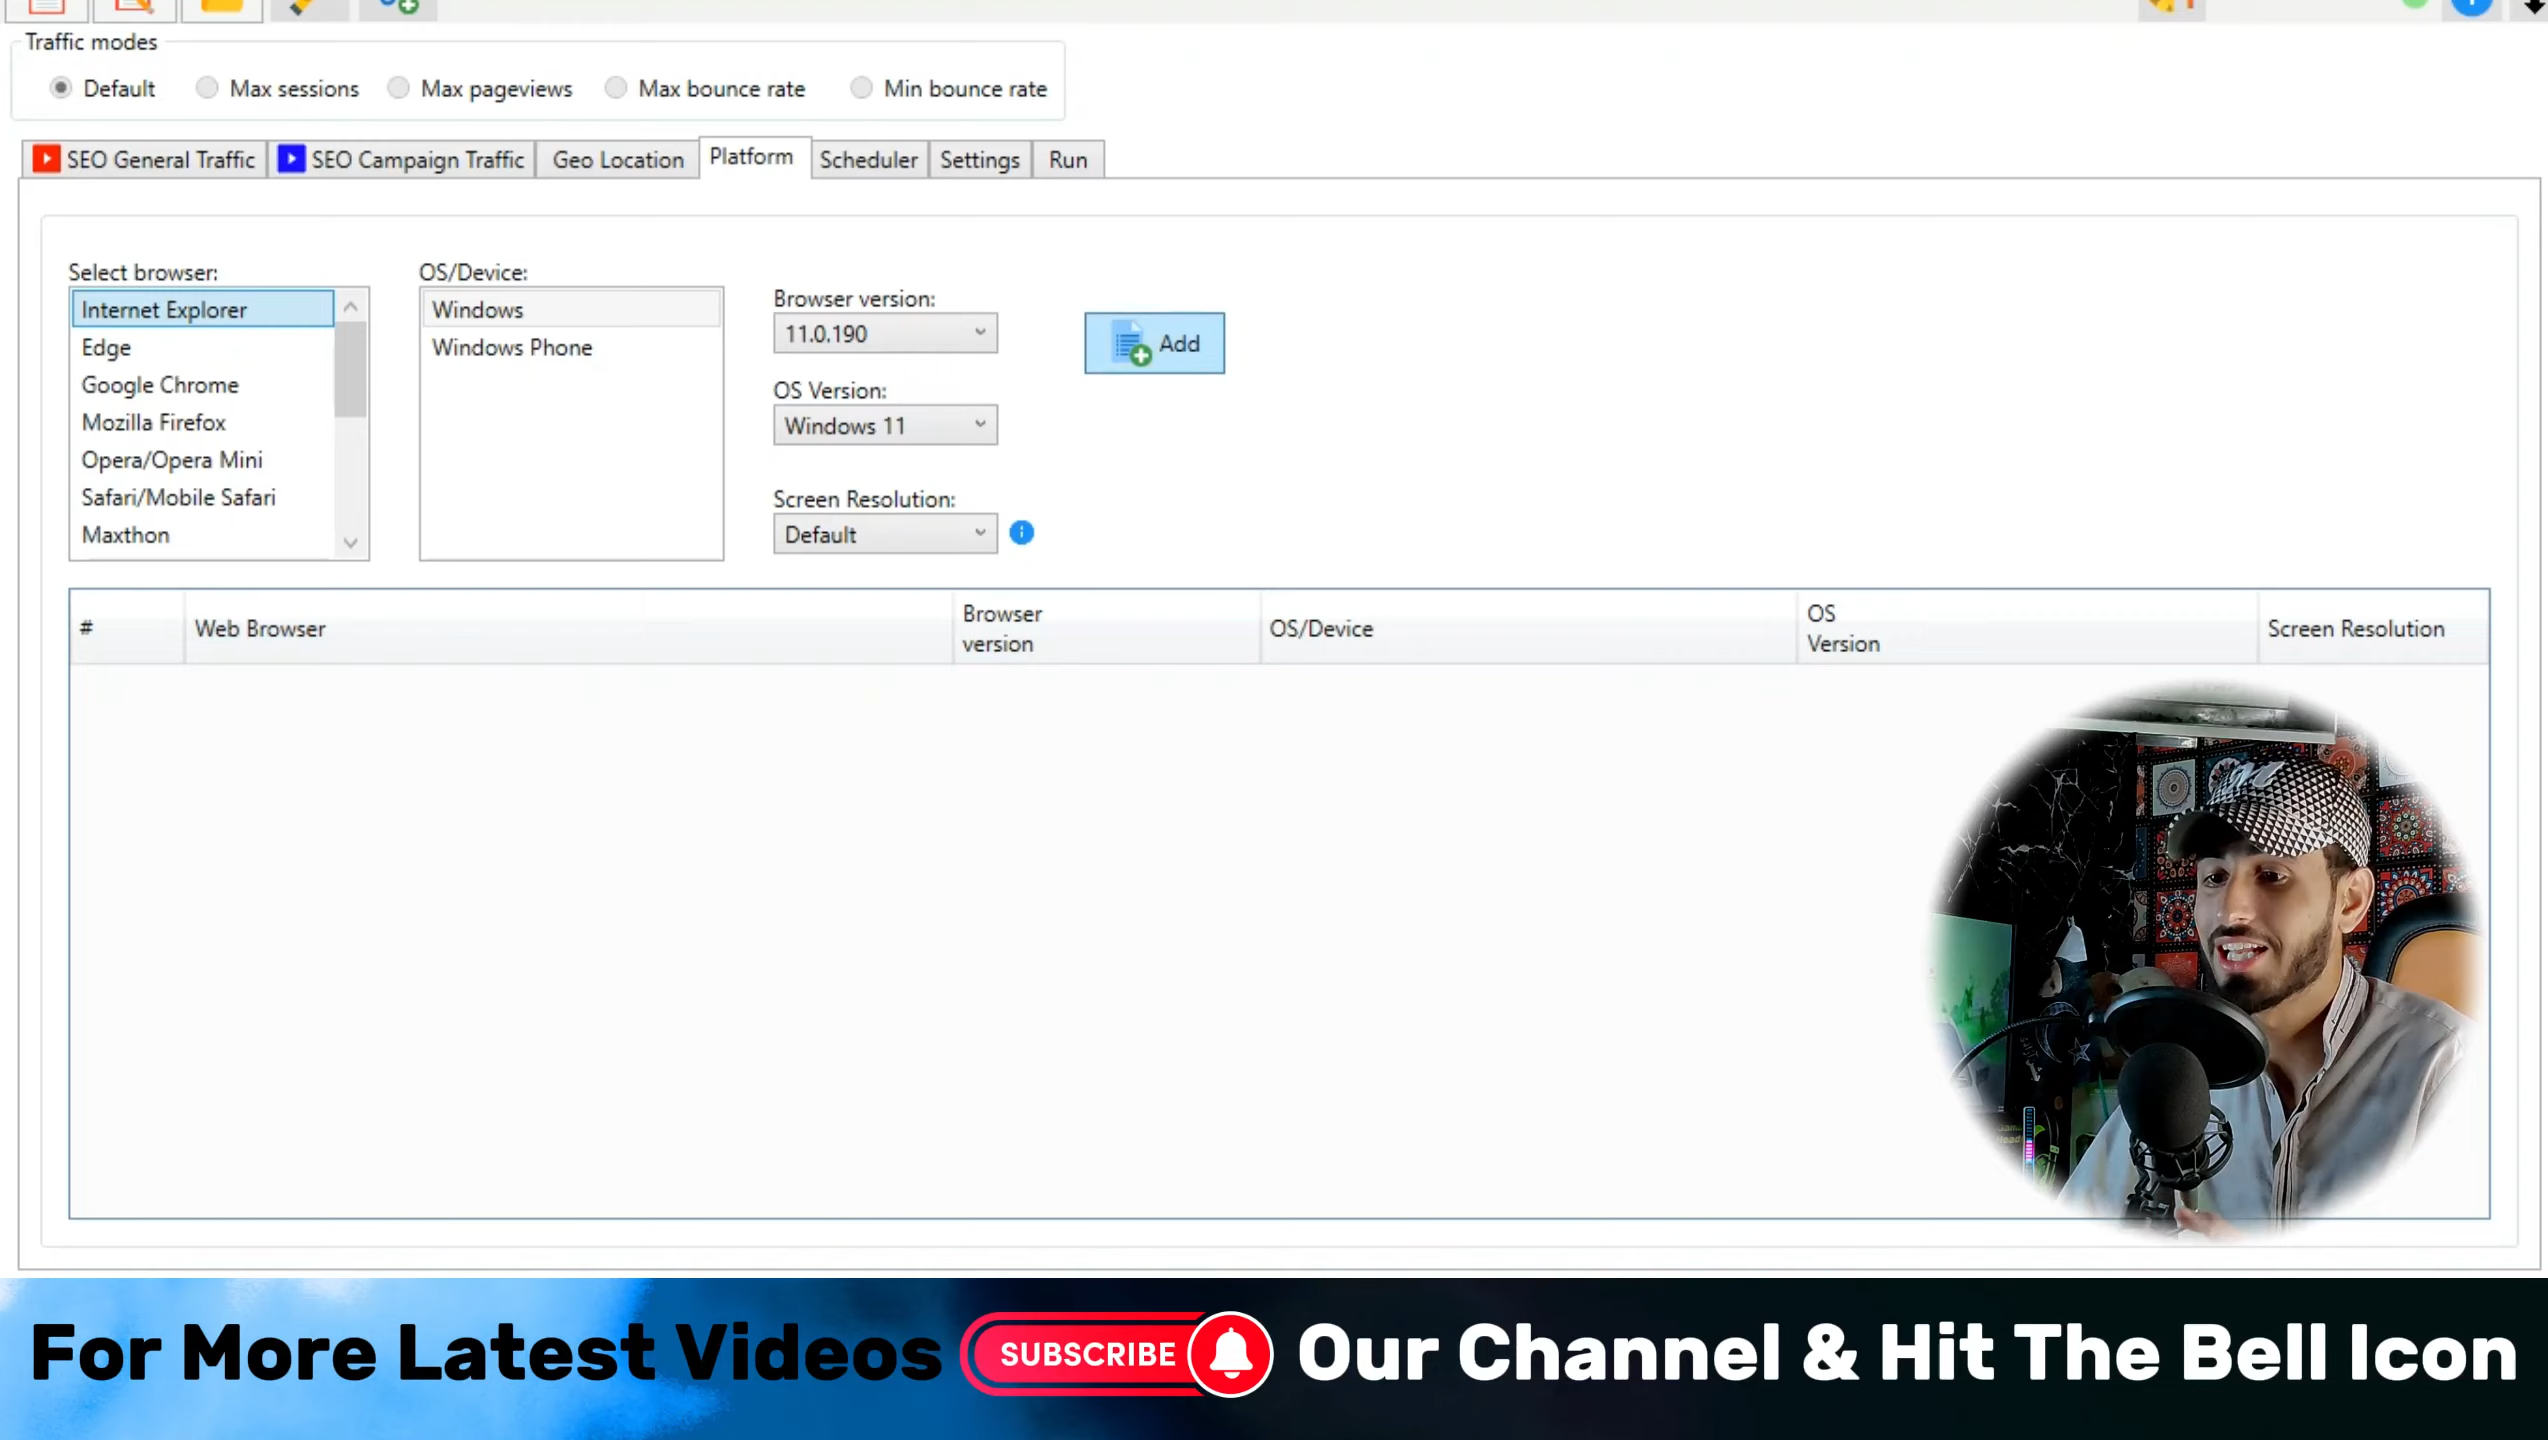 Traffic modes
Default Max sessions Max pageviews Max bounce rate Min bounce rate
SEO General Traffic SEO Campaign Traffic Geo Location Platform Scheduler Settings Run
Select browser:
Internet Explorer
Edge
Google Chrome
Mozilla Firefox
Opera/Opera Mini
Safari/Mobile Safari
Maxthon
OS/Device:
Windows
Windows Phone
Browser version:
11.0.190
OS Version:
Windows 11
Screen Resolution:
Default
Add
# Web Browser Browser version OS/Device OS Version Screen Resolution
For More Latest Videos SUBSCRIBE Our Channel & Hit The Bell Icon